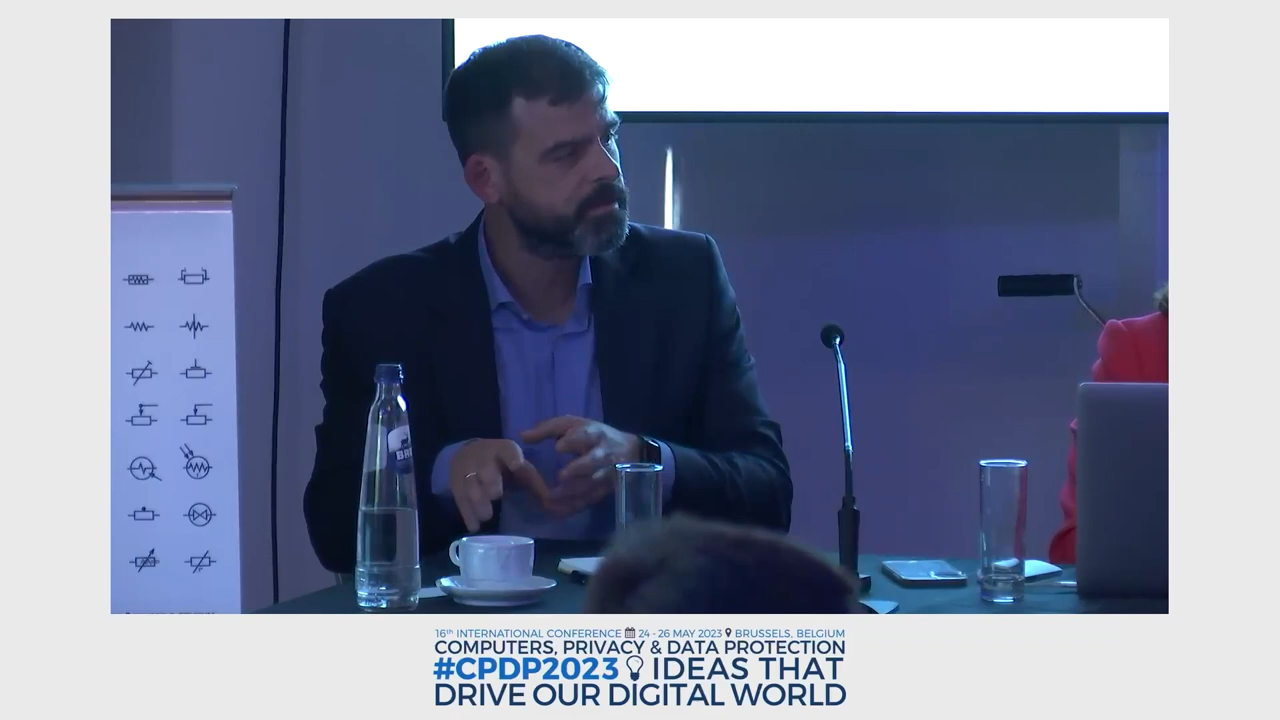 16th INTERNATIONAL CONFERENCE 24 - 26 MAY 2023 BRUSSELS, BELGIUM
COMPUTERS, PRIVACY & DATA PROTECTION
#CPDP2023 IDEAS THAT
DRIVE OUR DIGITAL WORLD